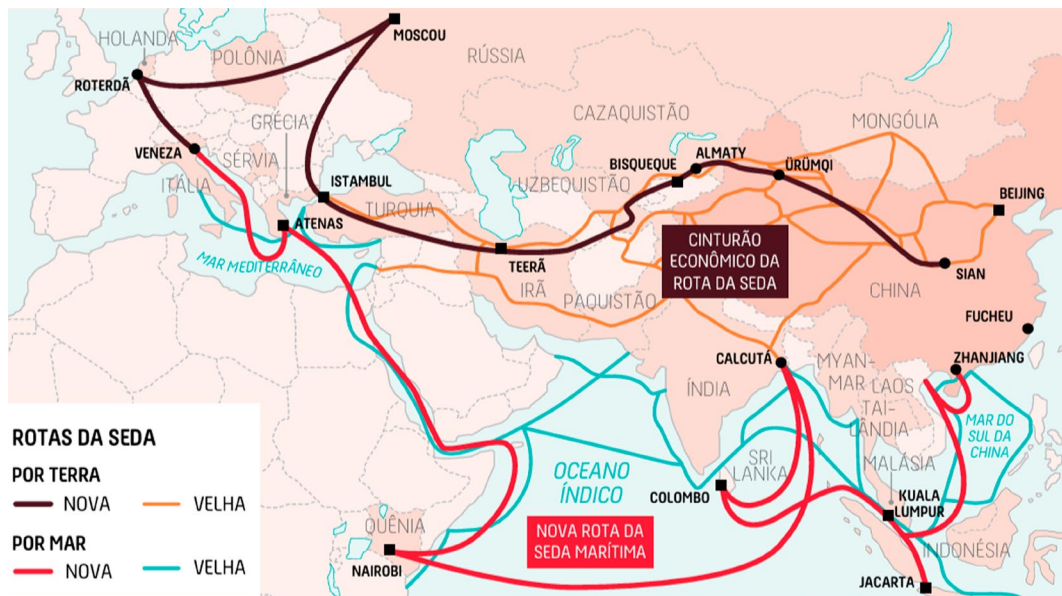 MOSCOU
HOLANDA
POLÔNIA
RÚSSIA
ROTERDÃ
CAZAQUISTÃO
GRÉCIA
MONGÓLIA
VENEZA
SÉRVIA
BISQUEQUE
ALMATY
ÜRÜMQI
ITÁLIA
ISTAMBUL
UZBEQUISTÃO
BEIJING
TURQUIA
ATENAS
MAR MEDITERRÂNEO
TEERÃ
CINTURÃO
ECONÔMICO DA
ROTA DA SEDA
SIAN
IRÃ
PAQUISTÃO
CHINA
FUCHEU
CALCUTÁ
ZHANJIANG
ÍNDIA
MYAN-
MAR
LAOS
TAI-
LÂNDIA
MAR DO
SUL DA
CHINA
ROTAS DA SEDA
POR TERRA
NOVA
VELHA
POR MAR
NOVA
VELHA
OCEANO
ÍNDICO
SRI
LANKA
MALÁSIA
COLOMBO
KUALA
LUMPUR
QUÊNIA
NOVA ROTA DA
SEDA MARÍTIMA
INDONÉSIA
NAIROBI
JACARTA